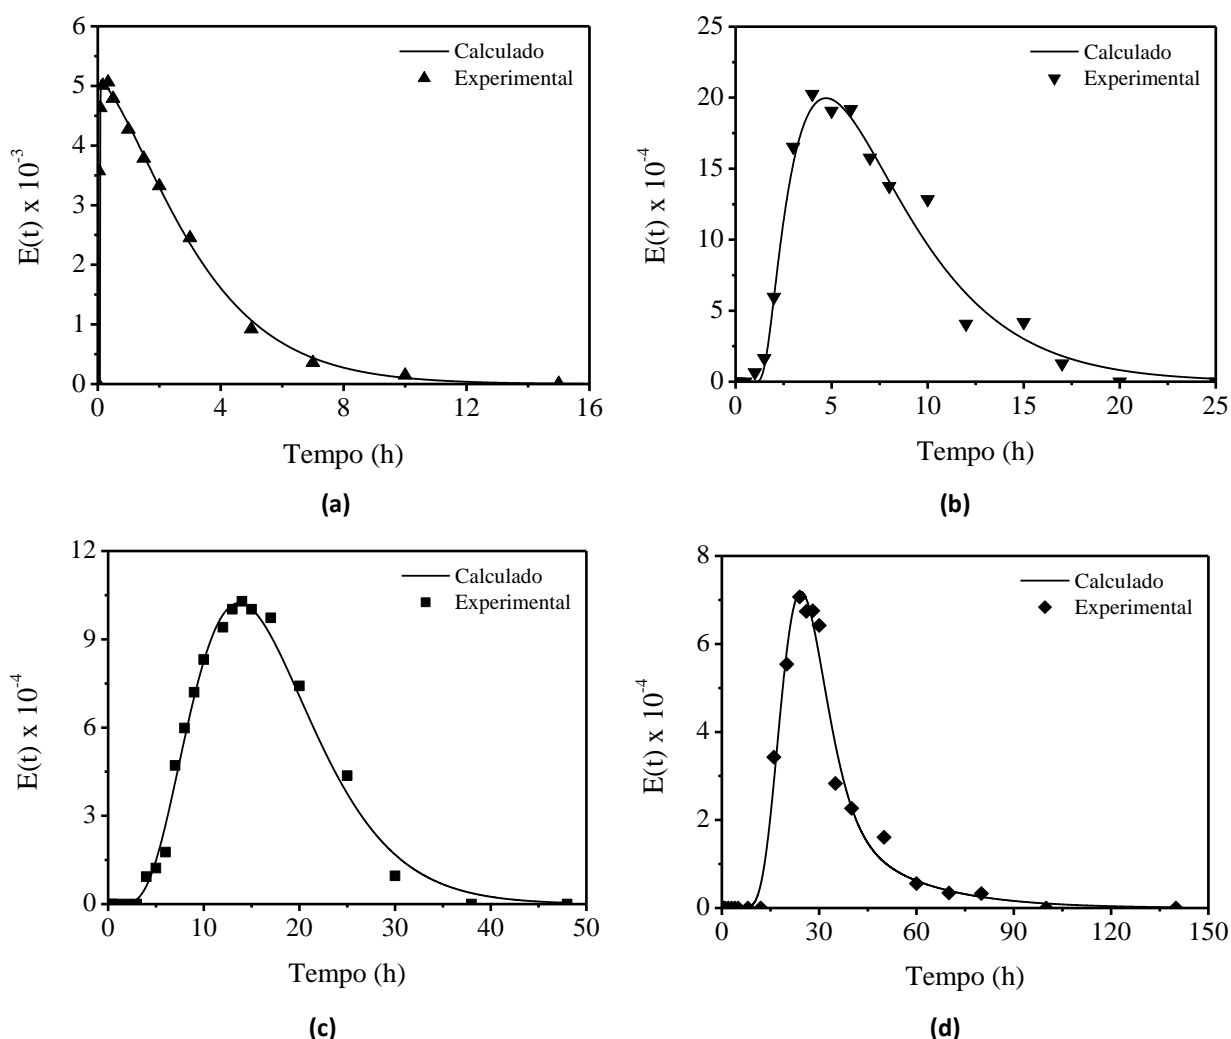 6
5
4
3
2
1
0
0 4 8 12 16
E(t) x 10-3
Tempo (h)
Calculado
Experimental
(a)
25
20
15
10
5
0
0 5 10 15 20 25
E(t) x 10-4
Tempo (h)
Calculado
Experimental
(b)
12
9
6
3
0
0 10 20 30 40 50
E(t) x 10-4
Tempo (h)
Calculado
Experimental
(c)
8
6
4
2
0
0 30 60 90 120 150
E(t) x 10-4
Tempo (h)
Calculado
Experimental
(d)